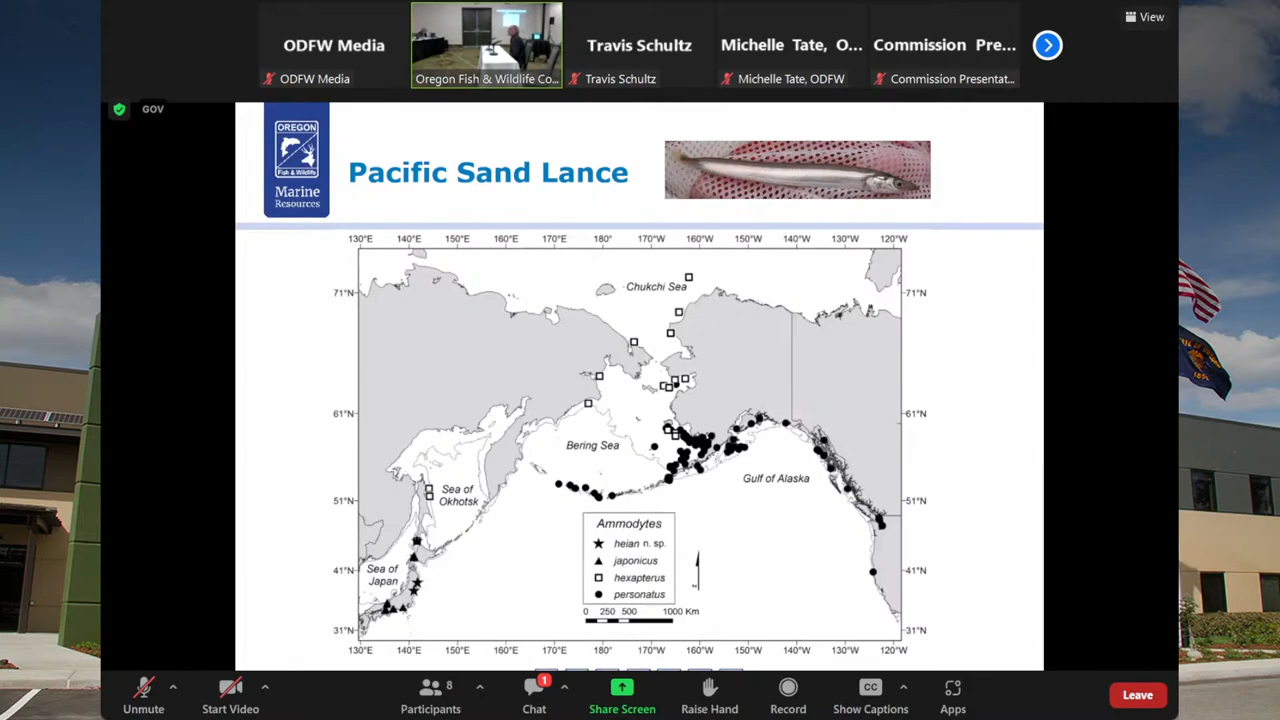 ODFW Media
Travis Schultz
Michelle Tate, O...
Commission Pre...
View
ODFW Media
Oregon Fish & Wildlife Co...
Travis Schultz
Michelle Tate, ODFW
Commission Presentat...
GOV
OREGON
Fish & Wildlife
Marine
Resources
Pacific Sand Lance
130°E 140°E 150°E 160°E 170°E 180° 170°W 160°W 150°W 140°W 130°W 120°W
Chukchi Sea
71°N 71°N
61°N 61°N
Bering Sea
Gulf of Alaska
Sea of
Okhotsk
51°N 51°N
Ammodytes
heian n. sp.
japonicus
hexapterus
personatus
Sea of
Japan
41°N 41°N
N
0 250 500 1000 Km
31°N 31°N
130°E 140°E 150°E 160°E 170°E 180° 170°W 160°W 150°W 140°W 130°W 120°W
Unmute
Start Video
8
Participants
1
Chat
Share Screen
Raise Hand
Record
CC
Show Captions
Apps
Leave